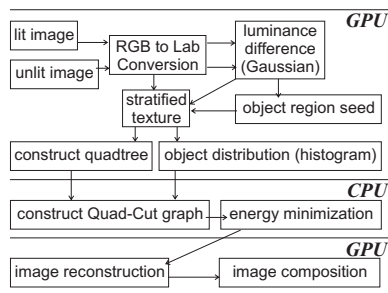 GPU
lit image
unlit image
RGB to Lab
Conversion
luminance
difference
(Gaussian)
stratified
texture
object region seed
construct quadtree
object distribution (histogram)
CPU
construct Quad-Cut graph
energy minimization
GPU
image reconstruction
image composition